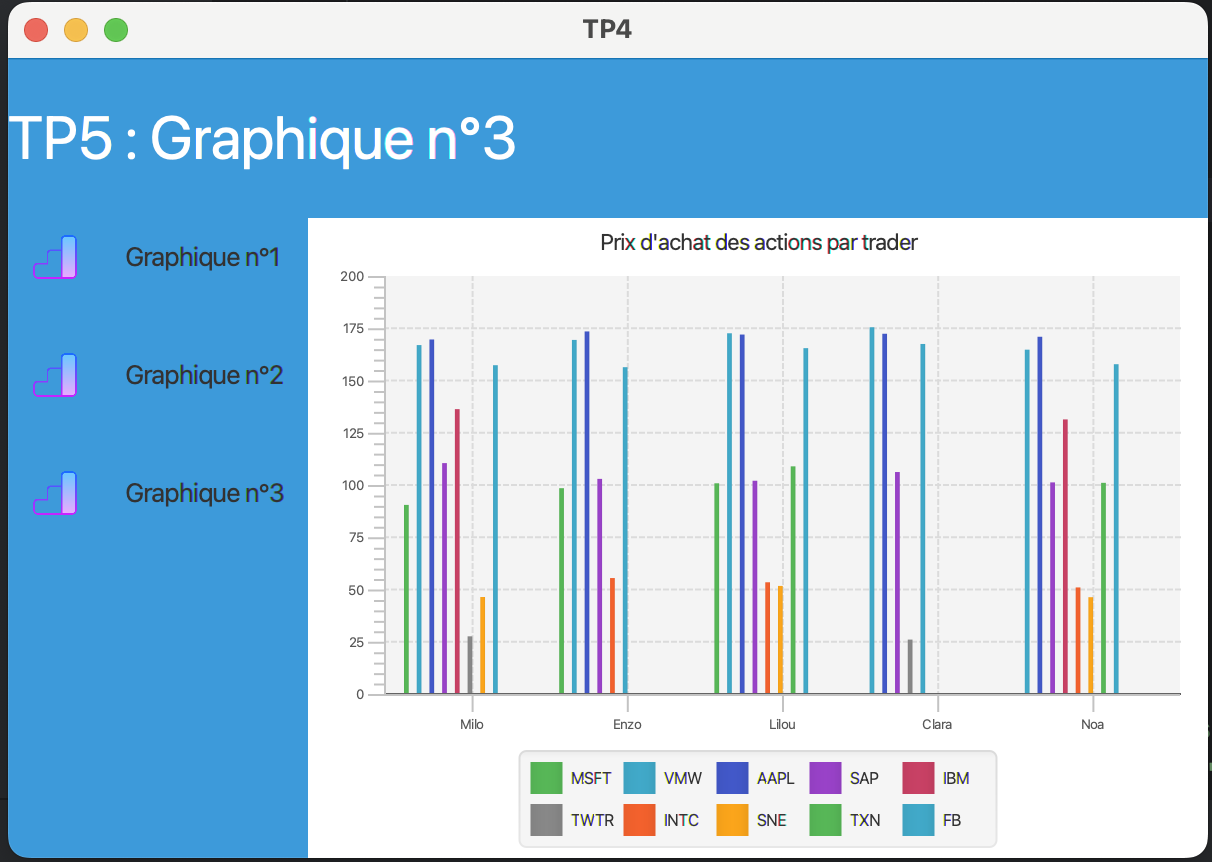 TP4
TP5 : Graphique n°3
Graphique n°1
Graphique n°2
Graphique n°3
Prix d'achat des actions par trader
200
175
150
125
100
75
50
25
0
Milo Enzo Lilou Clara Noa
MSFT VMW AAPL SAP IBM
TWTR INTC SNE TXN FB